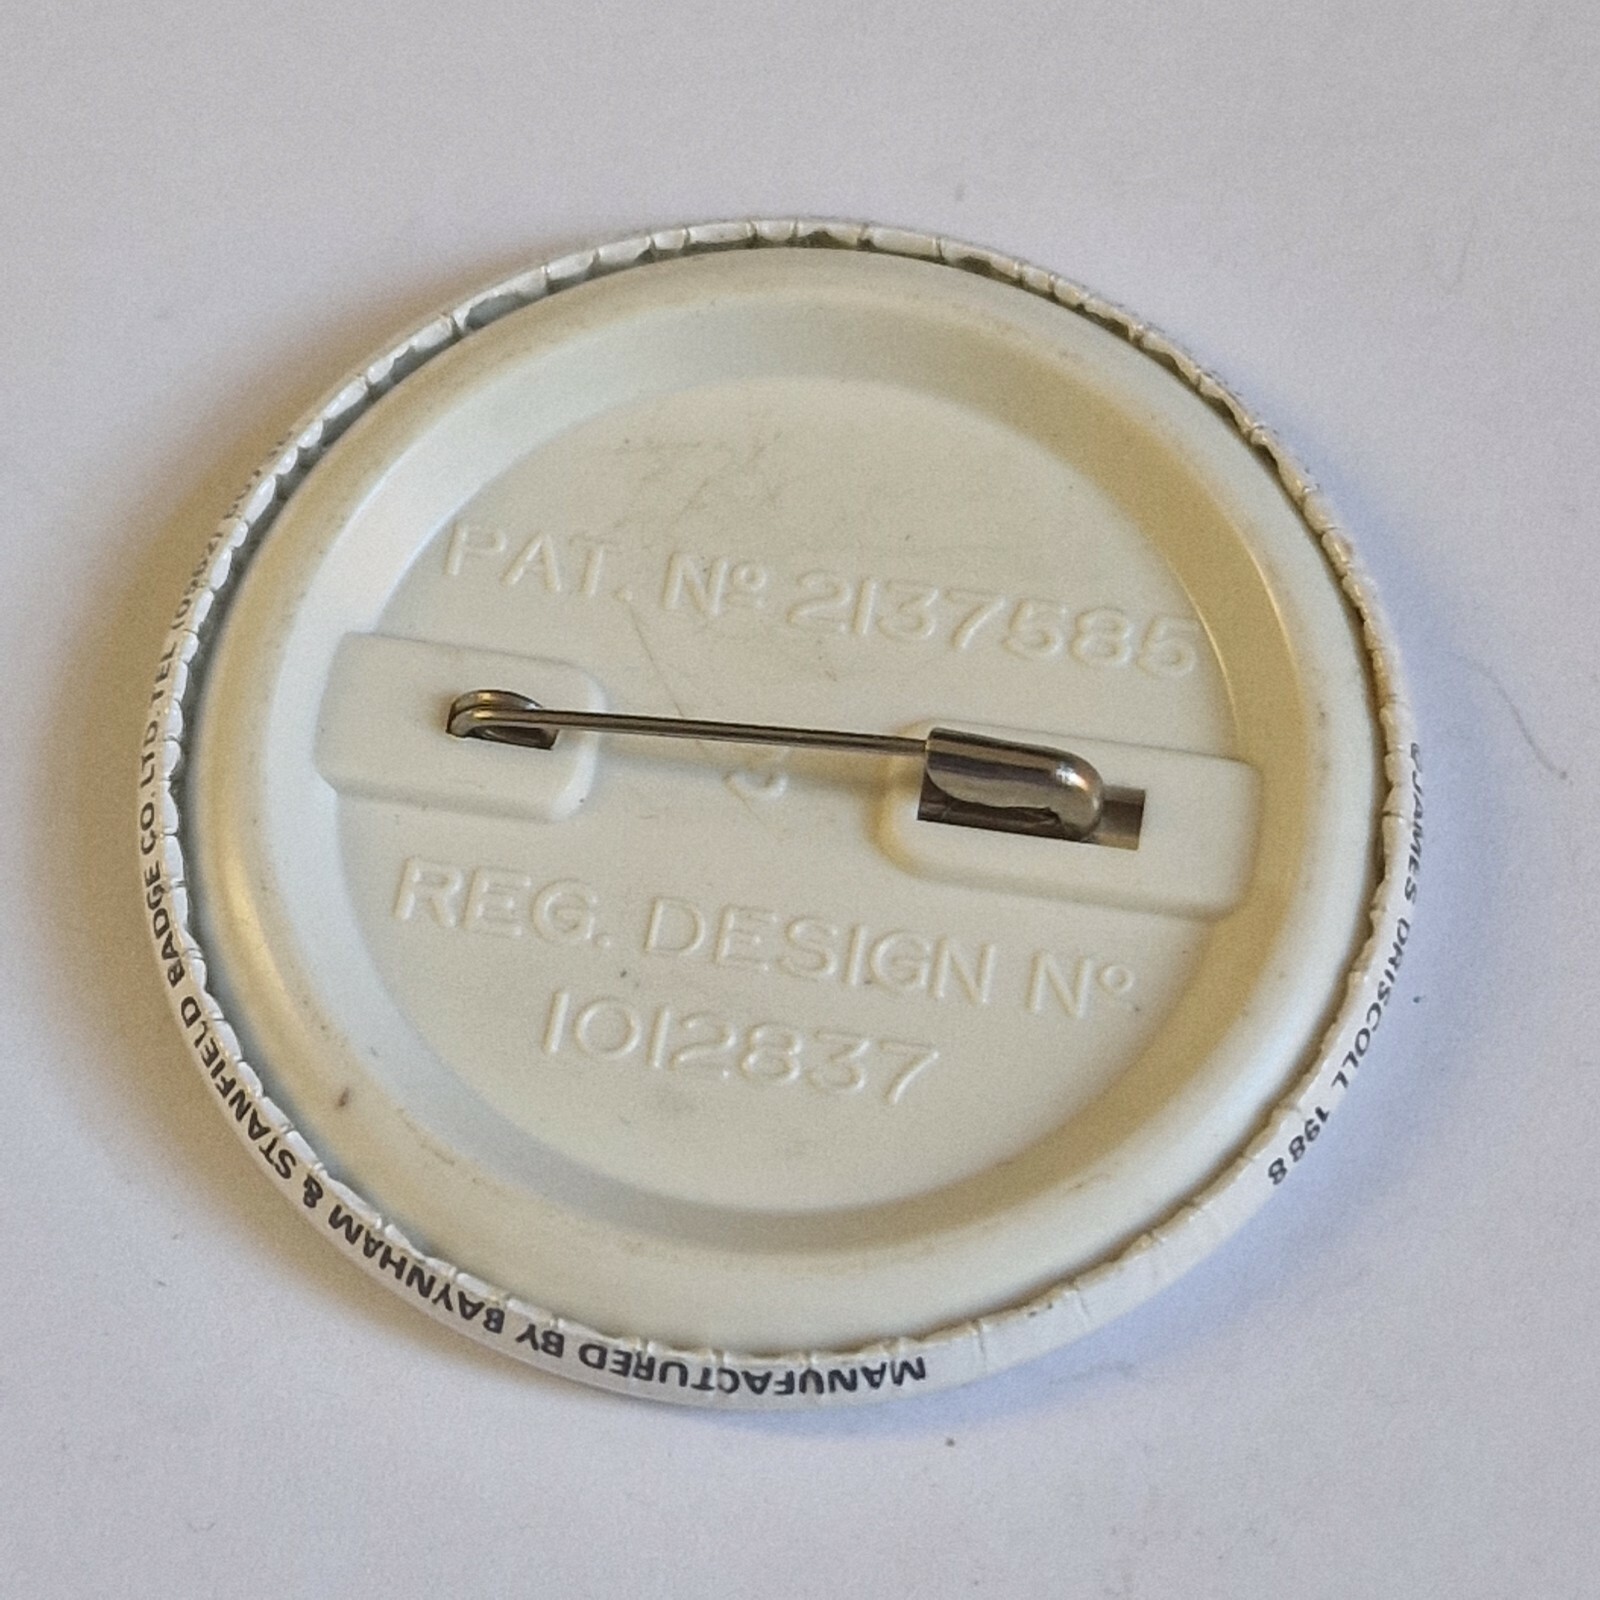 PAT. Nº 2137585
REG. DESIGN Nº
1012837
MANUFACTURED BY BAYNHAM & STANFIELD BADGE CO. LTD. TEL
©JAMES DRISCOLL 1988